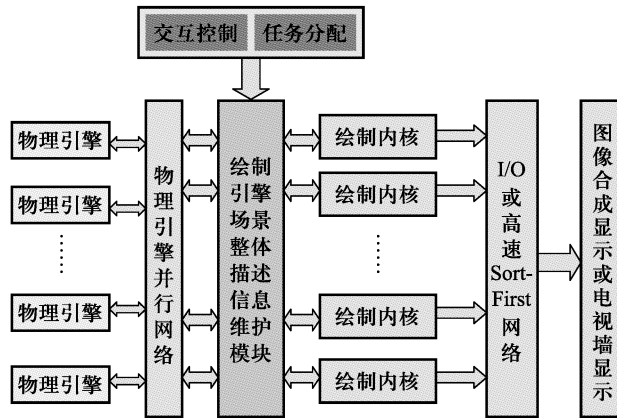 交互控制
任务分配
物理引擎
物理引擎
……
物理引擎
物理引擎
物理引擎并行网络
绘制
引擎
场景
整体
描述
信息
维护
模块
绘制内核
绘制内核
……
绘制内核
绘制内核
I/O
或
高
速
Sort-
First
网
络
图像合成显示或电视墙显示